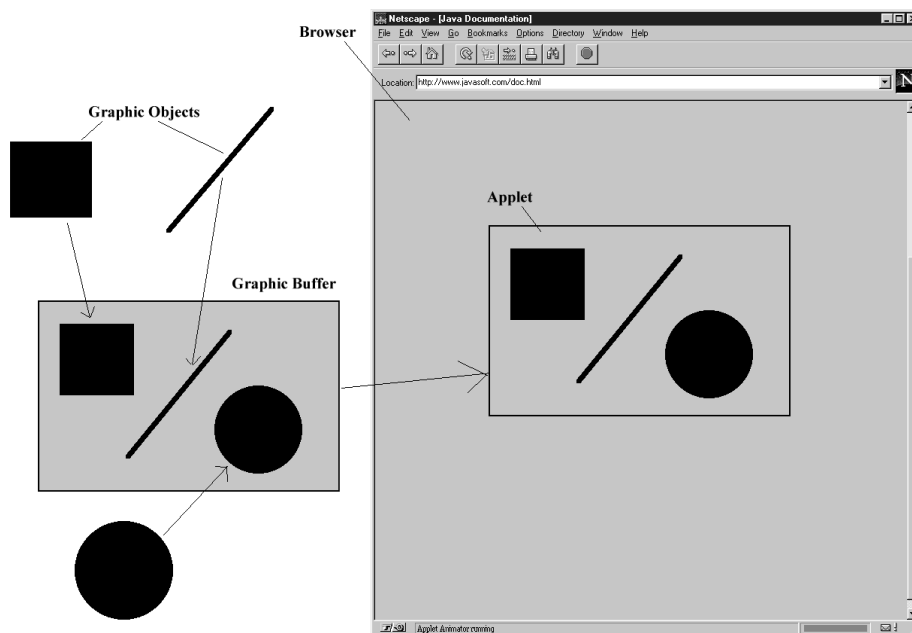 Browser
Graphic Objects
Graphic Buffer
Netscape - [Java Documentation]
File Edit View Go Bookmarks Options Directory Window Help
Location: http://www.javasoft.com/doc.html
N
Applet
Applet Animator running